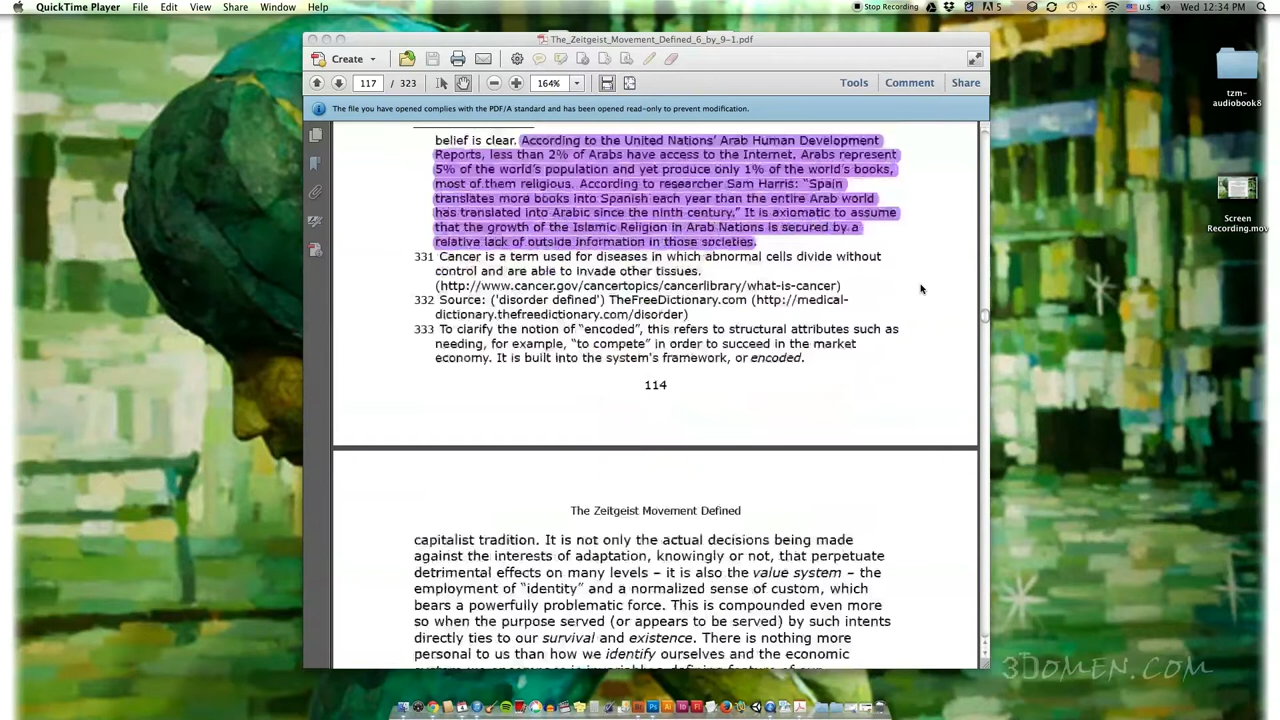 QuickTime Player File Edit View Share Window Help
Stop Recording 5 U.S. Wed 12:34 PM
The_Zeitgeist_Movement_Defined_6_by_9-1.pdf
Create
117 / 323 164% Tools Comment Share
The file you have opened complies with the PDF/A standard and has been opened read-only to prevent modification.
belief is clear. According to the United Nations' Arab Human Development
Reports, less than 2% of Arabs have access to the Internet, Arabs represent
5% of the world's population and yet produce only 1% of the world's books,
most of them religious. According to researcher Sam Harris: "Spain
translates more books into Spanish each year than the entire Arab world
has translated into Arabic since the ninth century." It is axiomatic to assume
that the growth of the Islamic Religion in Arab Nations is secured by a
relative lack of outside information in those societies.
331 Cancer is a term used for diseases in which abnormal cells divide without
control and are able to invade other tissues.
(http://www.cancer.gov/cancertopics/cancerlibrary/what-is-cancer)
332 Source: ('disorder defined') TheFreeDictionary.com (http://medical-
dictionary.thefreedictionary.com/disorder)
333 To clarify the notion of "encoded", this refers to structural attributes such as
needing, for example, "to compete" in order to succeed in the market
economy. It is built into the system's framework, or encoded.
114
The Zeitgeist Movement Defined
capitalist tradition. It is not only the actual decisions being made
against the interests of adaptation, knowingly or not, that perpetuate
detrimental effects on many levels – it is also the value system – the
employment of "identity" and a normalized sense of custom, which
bears a powerfully problematic force. This is compounded even more
so when the purpose served (or appears to be served) by such intents
directly ties to our survival and existence. There is nothing more
personal to us than how we identify ourselves and the economic
tzm-
audiobook8
Screen
Recording.mov
3DOMEN.COM